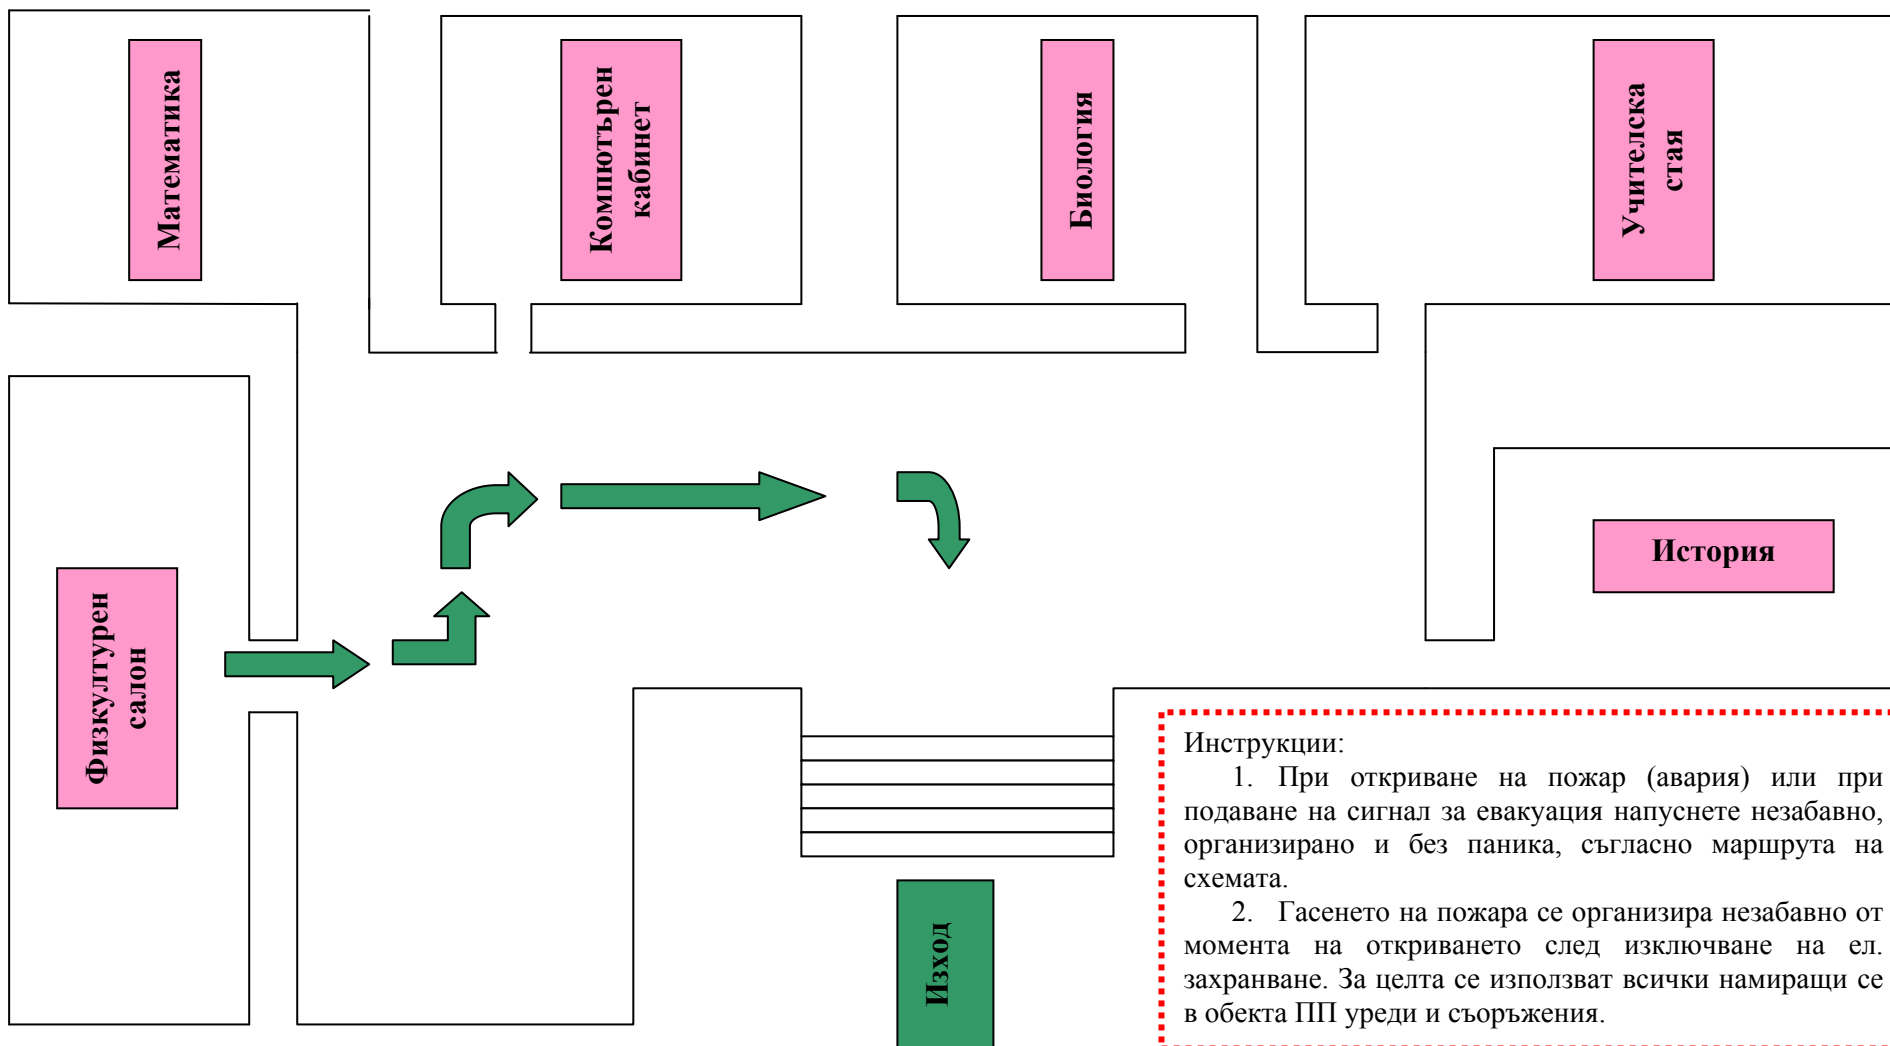 Математика
Компютърен
кабинет
Биология
Учителска
стая
Физкултурен
салон
История
Изход
Инструкции:
1. При откриване на пожар (авария) или при
подаване на сигнал за евакуация напуснете незабавно,
организирано и без паника, съгласно маршрута на
схемата.
2. Гасенето на пожара се организира незабавно от
момента на откриването след изключване на ел.
захранване. За целта се използват всички намиращи се
в обекта ПП уреди и съоръжения.